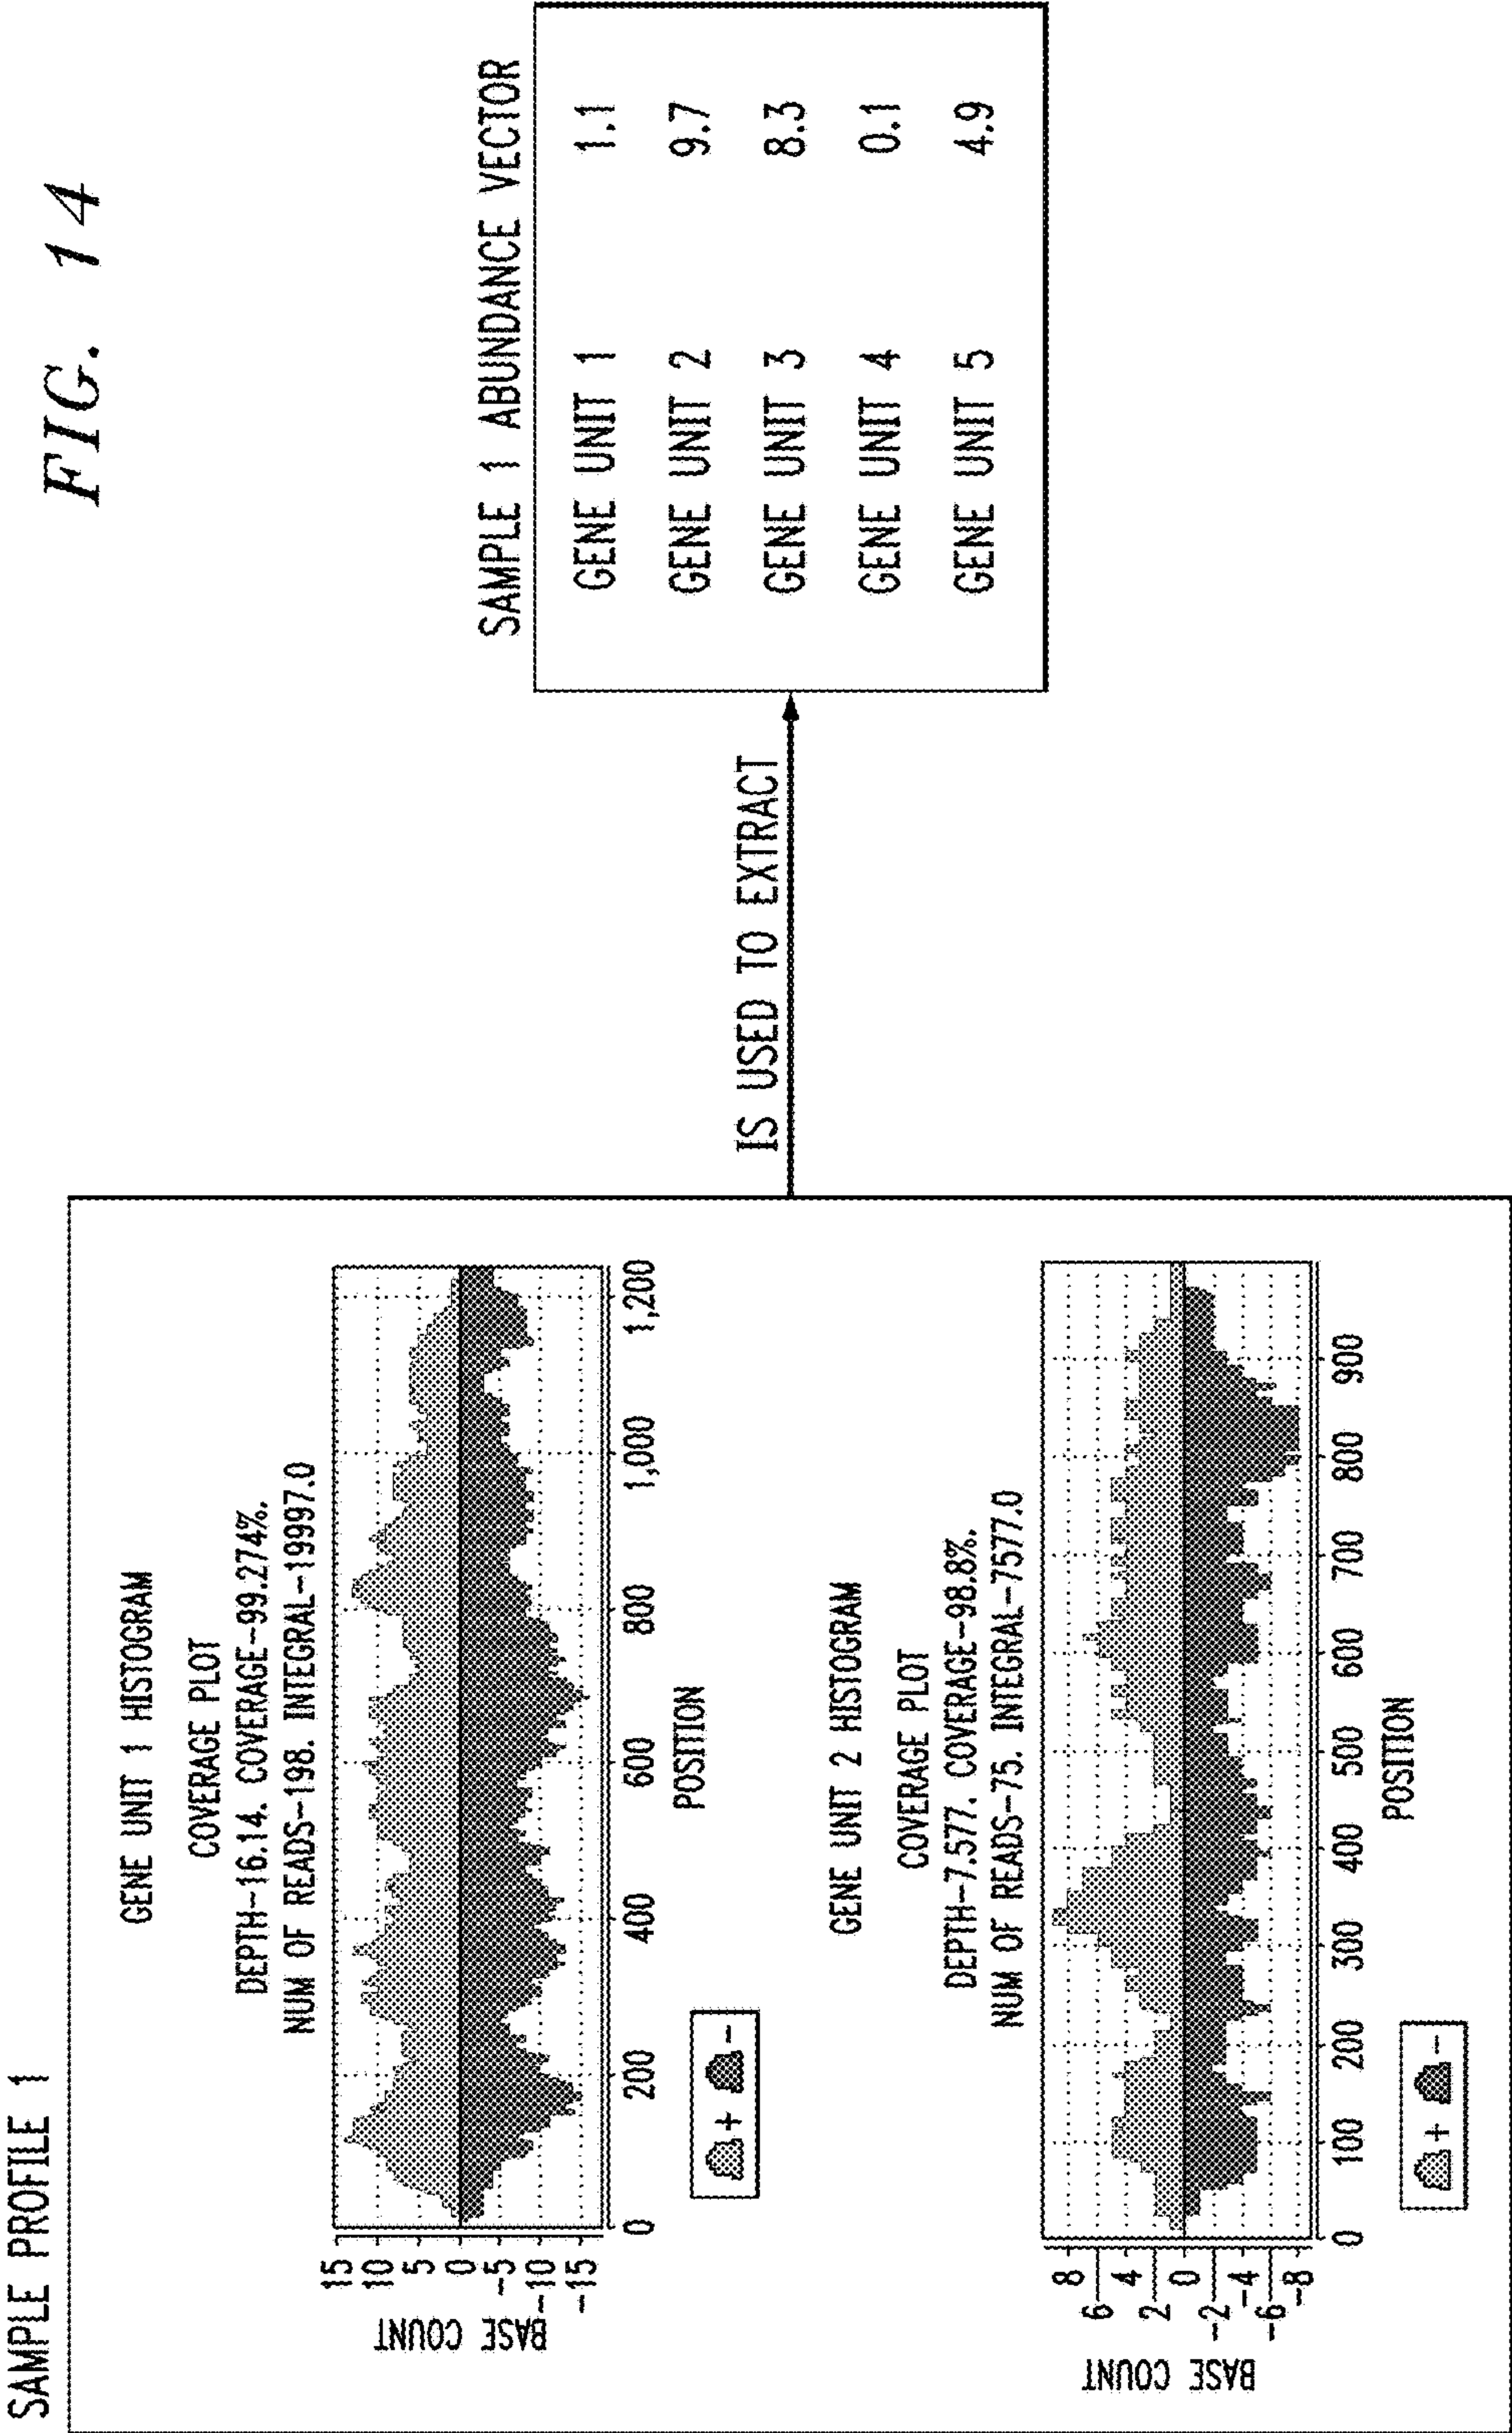 FIG. 14
SAMPLE PROFILE 1
GENE UNIT 1 HISTOGRAM
COVERAGE PLOT
DEPTH-16.14. COVERAGE-99.274%.
NUM OF READS-198. INTEGRAL-19997.0
BASE COUNT
15
10
5
0
-5
-10
-15
0 200 400 600 800 1,000 1,200
POSITION
+ -
GENE UNIT 2 HISTOGRAM
COVERAGE PLOT
DEPTH-7.577. COVERAGE-98.8%.
NUM OF READS-75. INTEGRAL-7577.0
BASE COUNT
8
6
4
2
0
-2
-4
-6
-8
0 100 200 300 400 500 600 700 800 900
POSITION
+ -
IS USED TO EXTRACT
SAMPLE 1 ABUNDANCE VECTOR
GENE UNIT 1 1.1
GENE UNIT 2 9.7
GENE UNIT 3 8.3
GENE UNIT 4 0.1
GENE UNIT 5 4.9